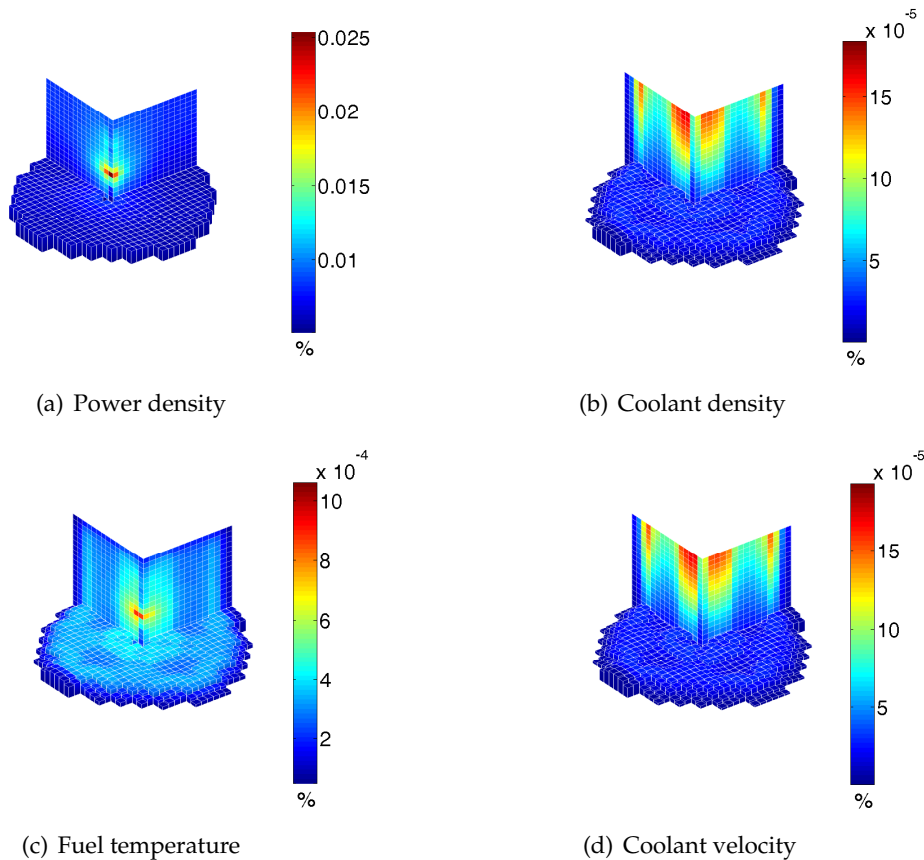 0.025
0.02
0.015
0.01
%
(a) Power density
x 10 -5
15
10
5
%
(b) Coolant density
x 10 -4
10
8
6
4
2
%
(c) Fuel temperature
x 10 -5
15
10
5
%
(d) Coolant velocity